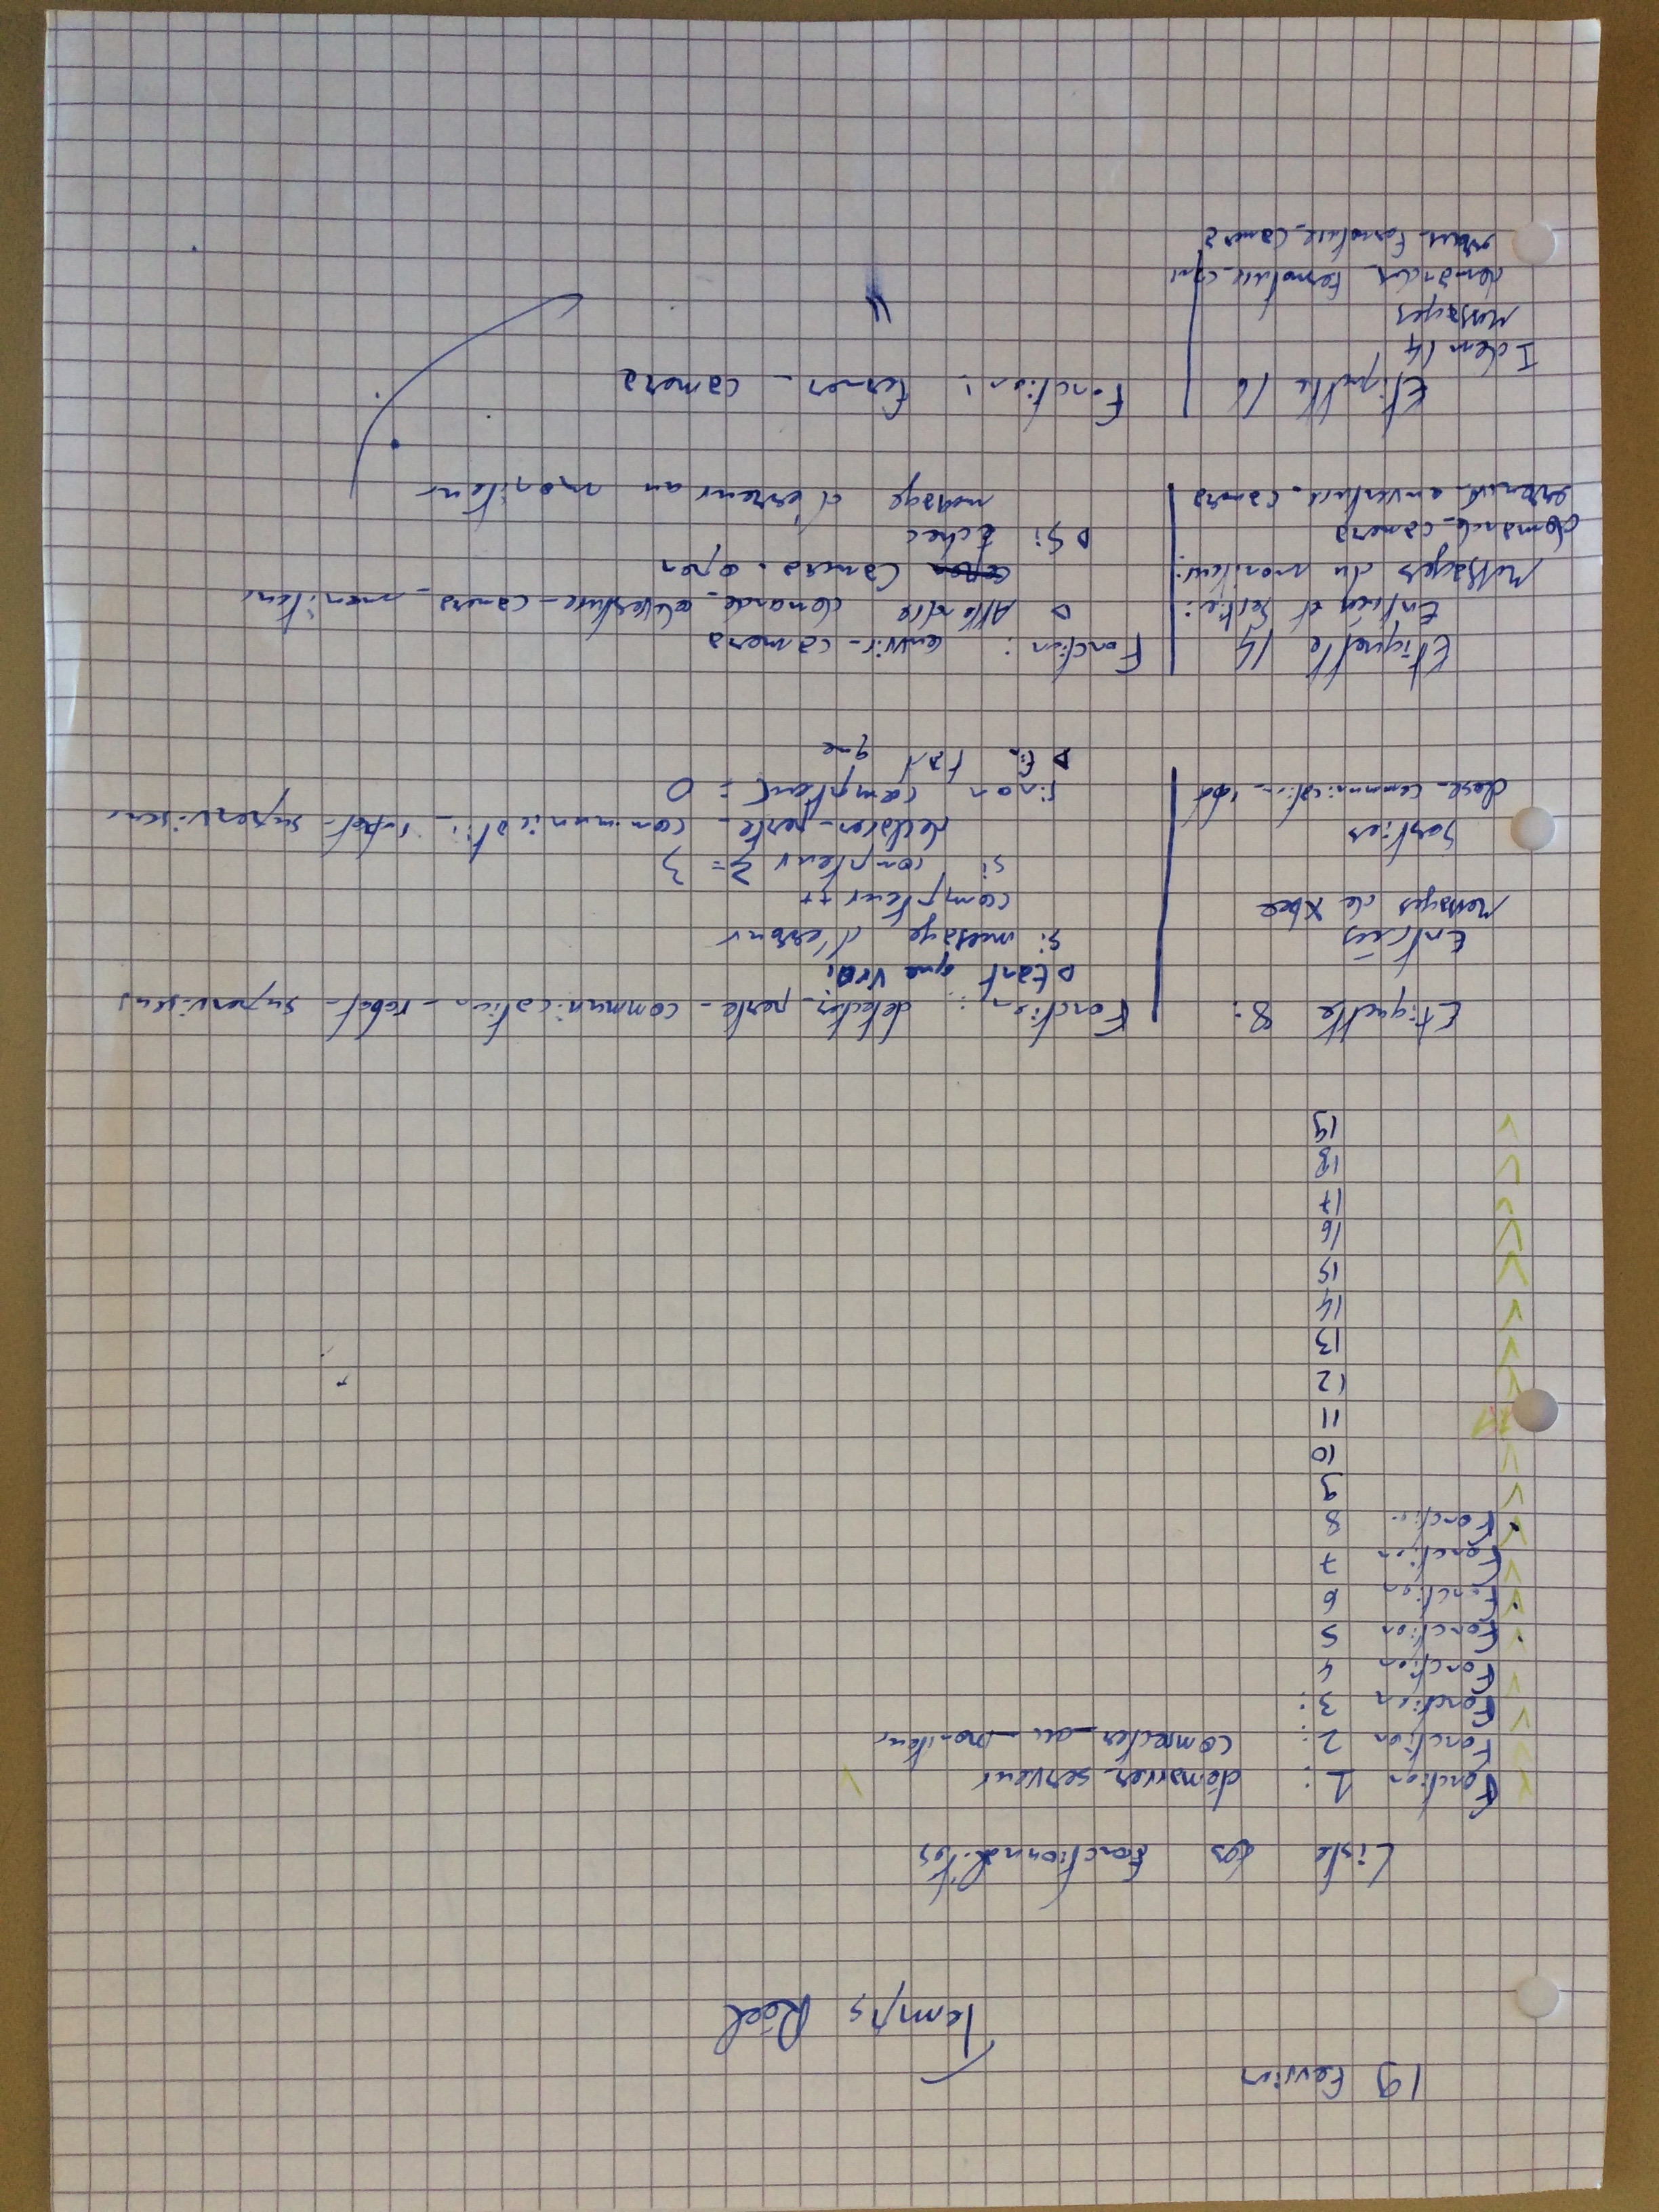 19 Fevrier
Temps Réel
Liste des Fonctionnalités
Fonction 1: démarrer_serveur
Fonction 2: connecter_au_moniteur
Fonction 3:
Fonction 4
Fonction 5
Fonction 6
Fonction 7
Fonction 8
9
10
11
12
13
14
15
16
17
18
19
Etiquette 8:
Entrées
Messages de Xbee
Sorties
close_communication_robot
Fonction: detecter_perte_communication_robot_superviseur
tant que vrai
si message d'erreur
compteur ++
si compteur >= 3
declarer_perte_communication_robot_superviseur
sinon compteur = 0
fin tant que
Etiquette 14
Entrées et Sorties:
Messages du moniteur:
demande_camera
erreur_ouverture_camera
Fonction: ouvrir_camera
Attendre demande_ouverture_camera_moniteur
Camera.open
Si échec
message d'erreur au moniteur
Etiquette 16
Idem 14
Messages
demander_fermeture_cam
erreur_fermeture_camera
Fonction: fermer_camera